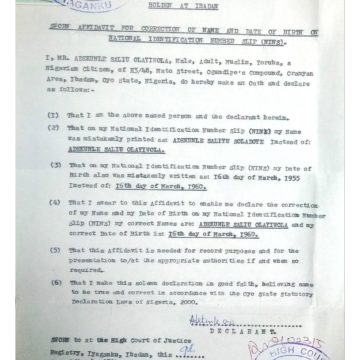 IYAGANKU
HOLDEN AT IBADAN
SWORN AFFIDAVIT FOR CORRECTION OF NAME AND DATE OF BIRTH ON
NATIONAL IDENTIFICATION NUMBER SLIP (NINS).
I, MR. ADEKUNLE SALIU OLAYIWOLA, Male, Adult, Muslim, Yoruba, a
Nigerian Citizen, of Street, Compound,
Area, Ibadan, Oyo State, Nigeria, do hereby make an Oath and declare
as follow:-
(1) That I am the above named person and the declarant herein.
(2) That on my National Identification Number Slip (NINS) my Name
was mistakenly printed as: ADEKUNLE SALIYU Instead of:
ADEKUNLE SALIU OLAYIWOLA.
(3) That on my National Identification Number Slip (NINS) my Date of
Birth also was mistakenly written as: 16th day of March, 1955
Instead of: 16th day of March, 1960.
(4) That I swear to this Affidavit to enable me declare the correction
of my Name and my Date of Birth on my National Identification Number
Slip (NINS) my correct Names are: ADEKUNLE SALIU OLAYIWOLA and my
correct Date of Birth is: 16th day of March, 1960.
(5) That this Affidavit is needed for record purposes and for the
presentation to/at the appropriate authorities if and when
required.
(6) That I make this solemn declaration in good faith, believing same
to be true and correct in accordance with the Oyo State Statutory
Declaration Laws of Nigeria, 2000.
DECLARANT.
SWORN to at the High Court of Justice
Registry, Iyaganku, Ibadan, this
HIGH COU